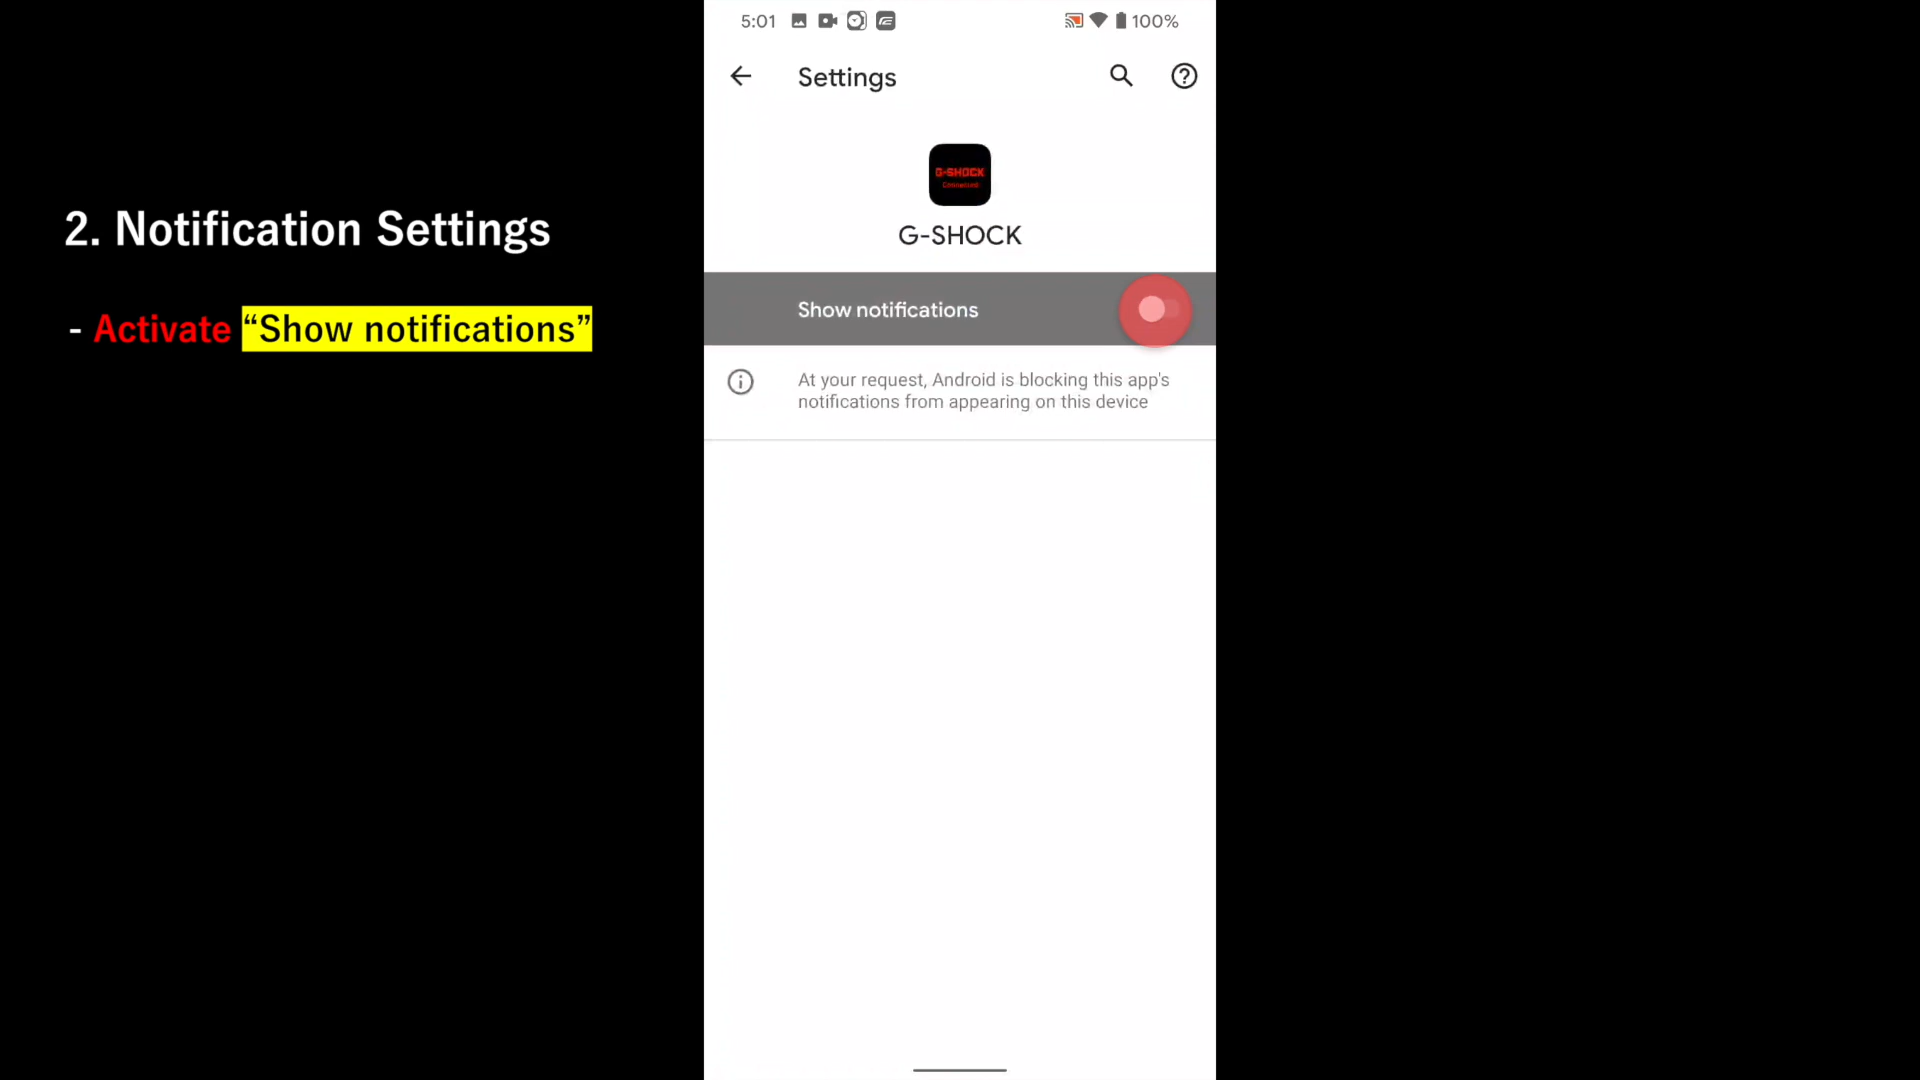 2. Notification Settings
- Activate “Show notifications”
5:01
100%
Settings
G-SHOCK
Connected
G-SHOCK
Show notifications
At your request, Android is blocking this app's
notifications from appearing on this device